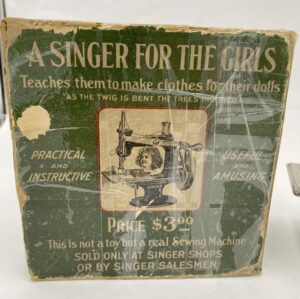 A SINGER FOR THE GIRLS
Teaches them to make clothes for their dolls
"AS THE TWIG IS BENT THE TREES INCLINED
PRACTICAL
AND
INSTRUCTIVE
USEFUL
AND
AMUSING
PRICE $3.00
This is not a toy but a real Sewing Machine
SOLD ONLY AT SINGER SHOPS
OR BY SINGER SALESMEN